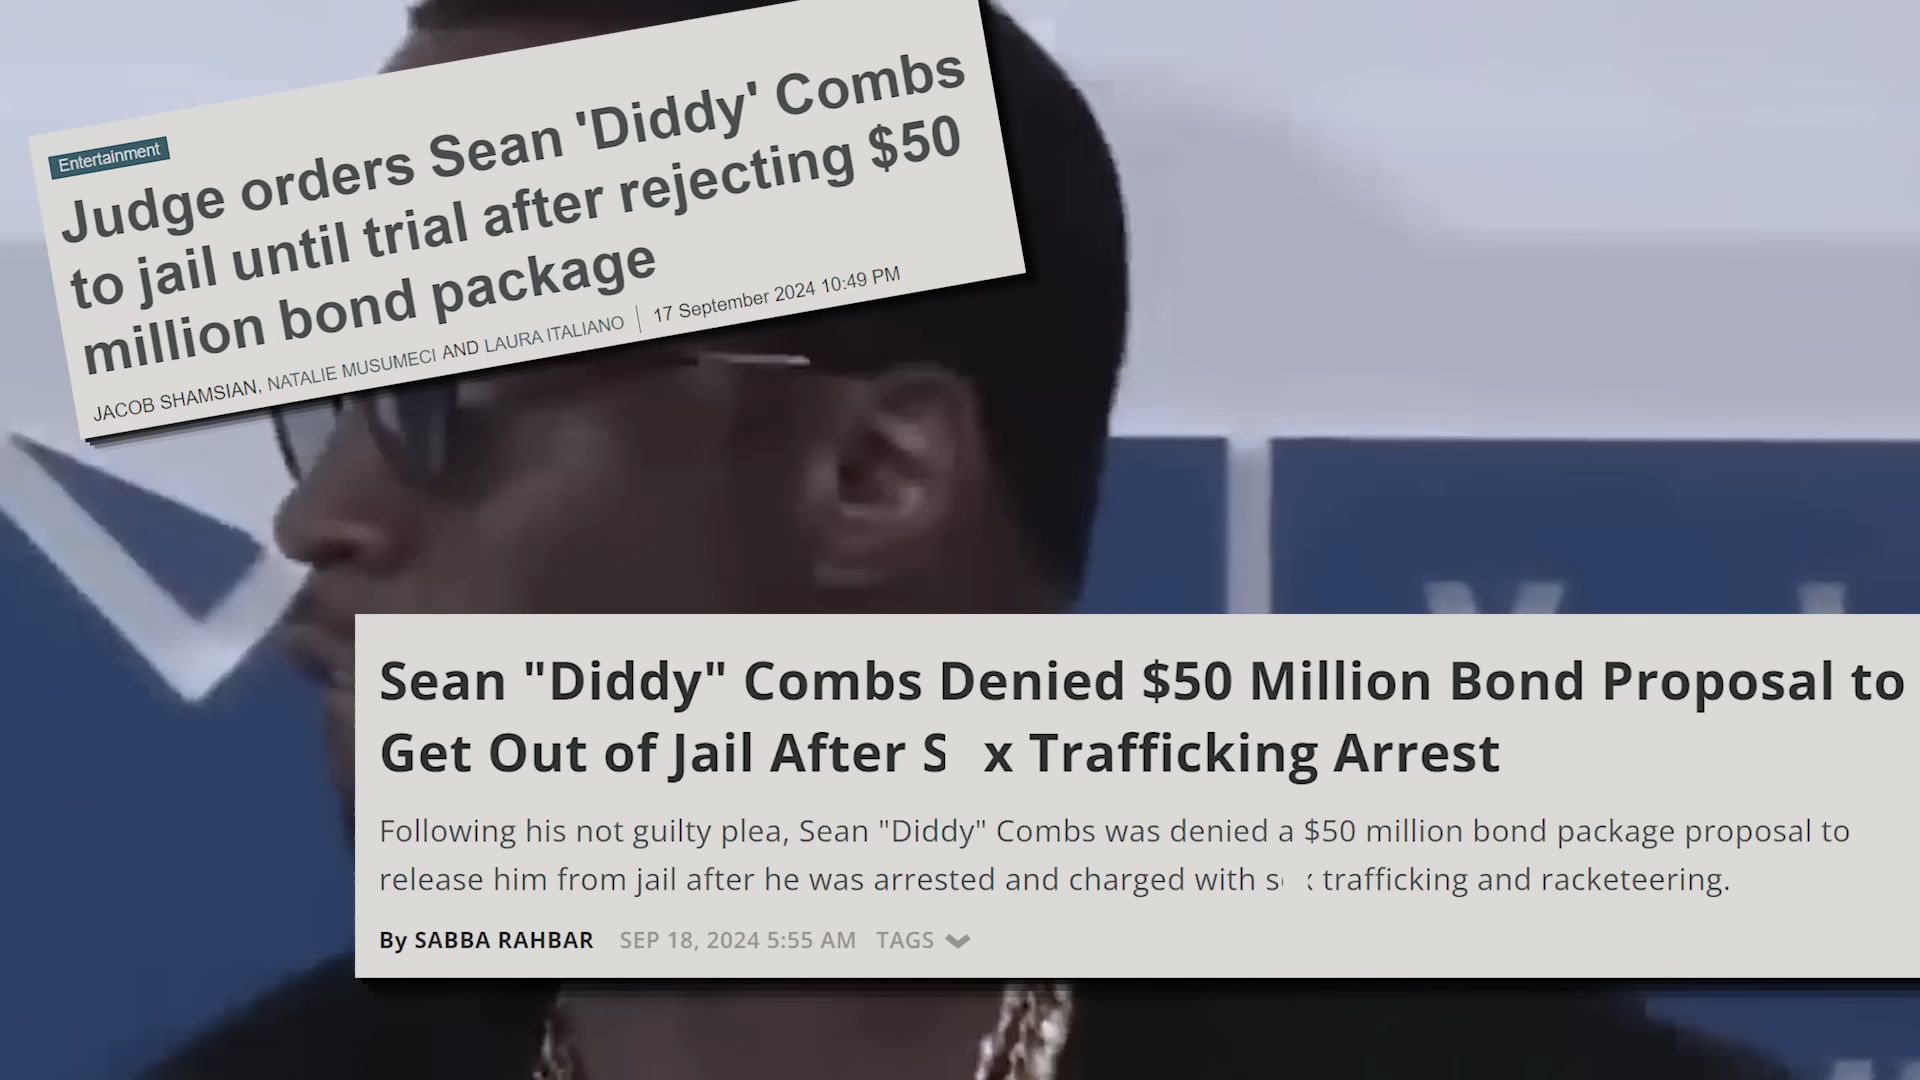 Entertainment
Judge orders Sean 'Diddy' Combs
to jail until trial after rejecting $50
million bond package
JACOB SHAMSIAN, NATALIE MUSUMECI AND LAURA ITALIANO | 17 September 2024 10:49 PM
Sean "Diddy" Combs Denied $50 Million Bond Proposal to
Get Out of Jail After S x Trafficking Arrest
Following his not guilty plea, Sean "Diddy" Combs was denied a $50 million bond package proposal to
release him from jail after he was arrested and charged with s x trafficking and racketeering.
By SABBA RAHBAR SEP 18, 2024 5:55 AM TAGS